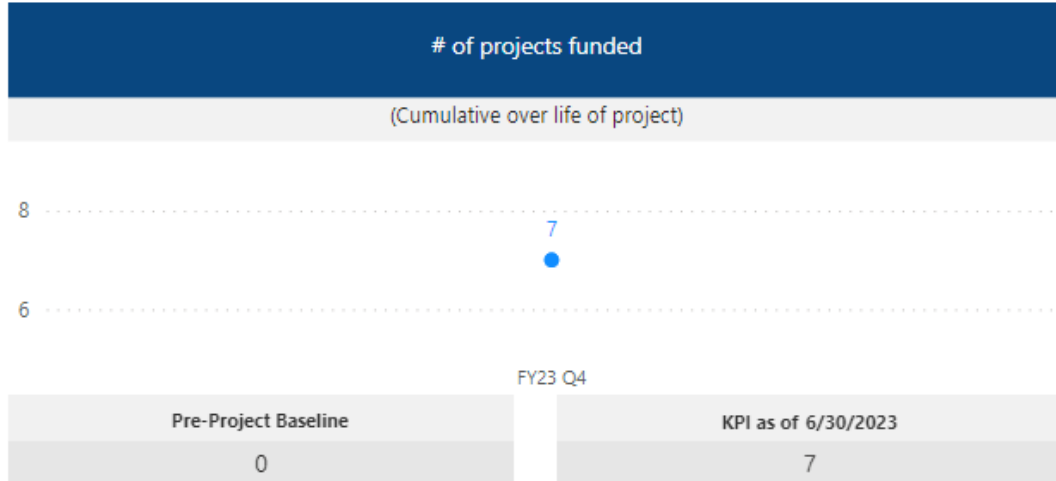 # of projects funded
(Cumulative over life of project)
8
7
6
FY23 Q4
Pre-Project Baseline
KPI as of 6/30/2023
0
7